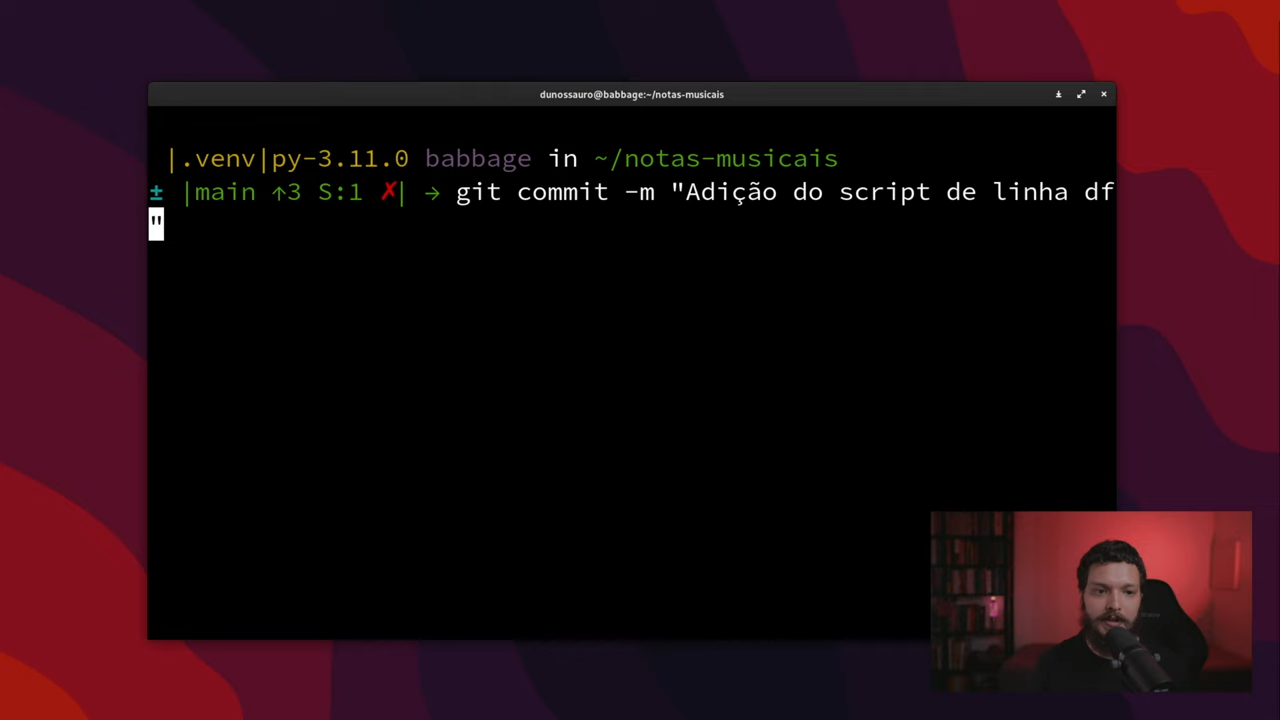 dunossauro@babbage:~/notas-musicais
|.venv|py-3.11.0 babbage in ~/notas-musicais
± |main ↑3 S:1 ✗| → git commit -m "Adição do script de linha df
"